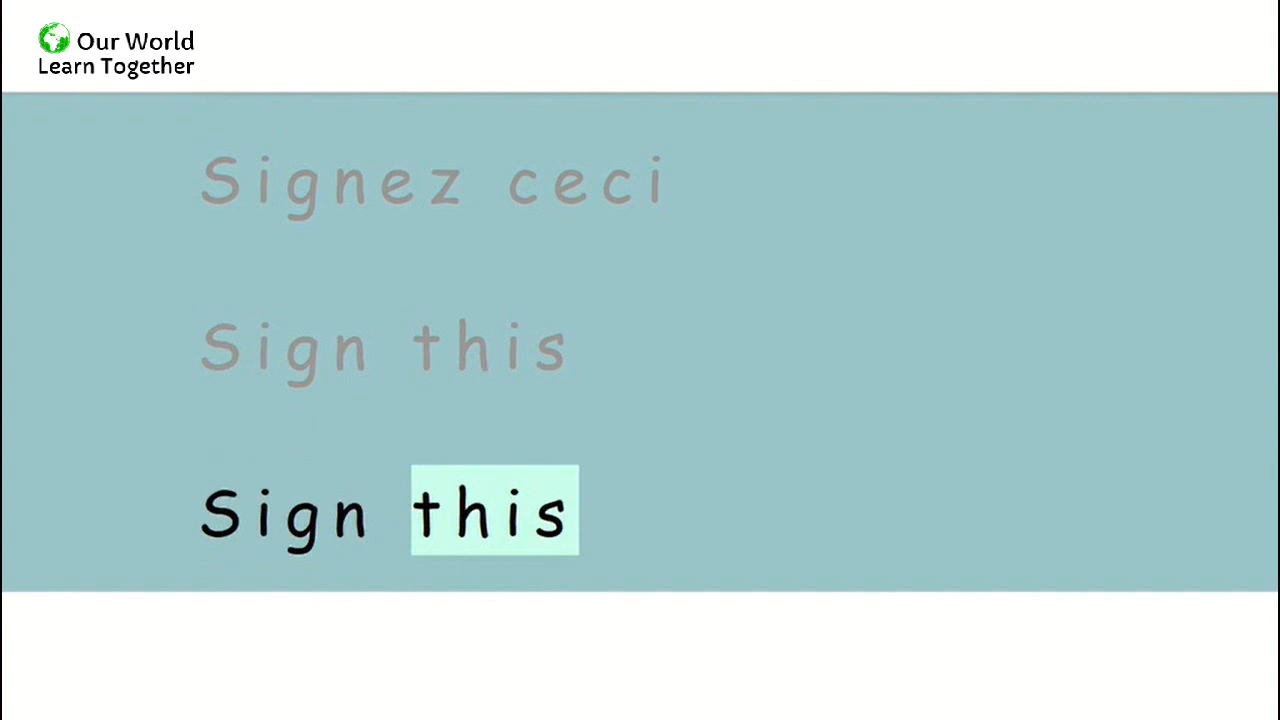 Our World
Learn Together
Signez ceci
Sign this
Sign this